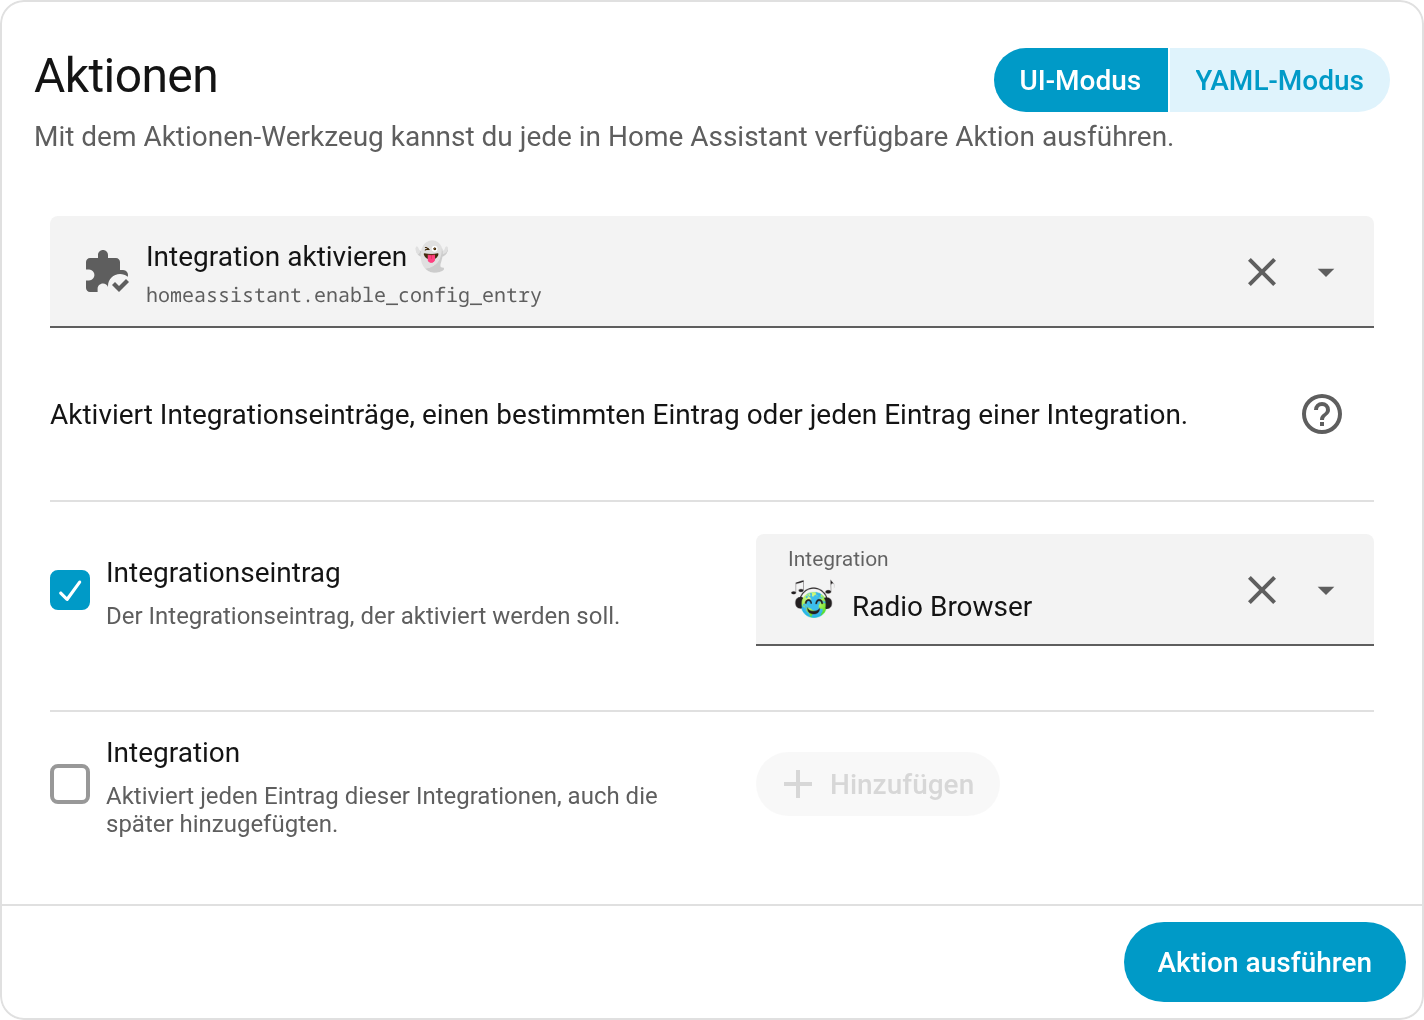 Aktionen
UI-Modus
YAML-Modus
Mit dem Aktionen-Werkzeug kannst du jede in Home Assistant verfügbare Aktion ausführen.
Integration aktivieren 👻
homeassistant.enable_config_entry
Aktiviert Integrationseinträge, einen bestimmten Eintrag oder jeden Eintrag einer Integration.
Integrationseintrag
Der Integrationseintrag, der aktiviert werden soll.
Integration
Radio Browser
Integration
Aktiviert jeden Eintrag dieser Integrationen, auch die
später hinzugefügten.
Hinzufügen
Aktion ausführen